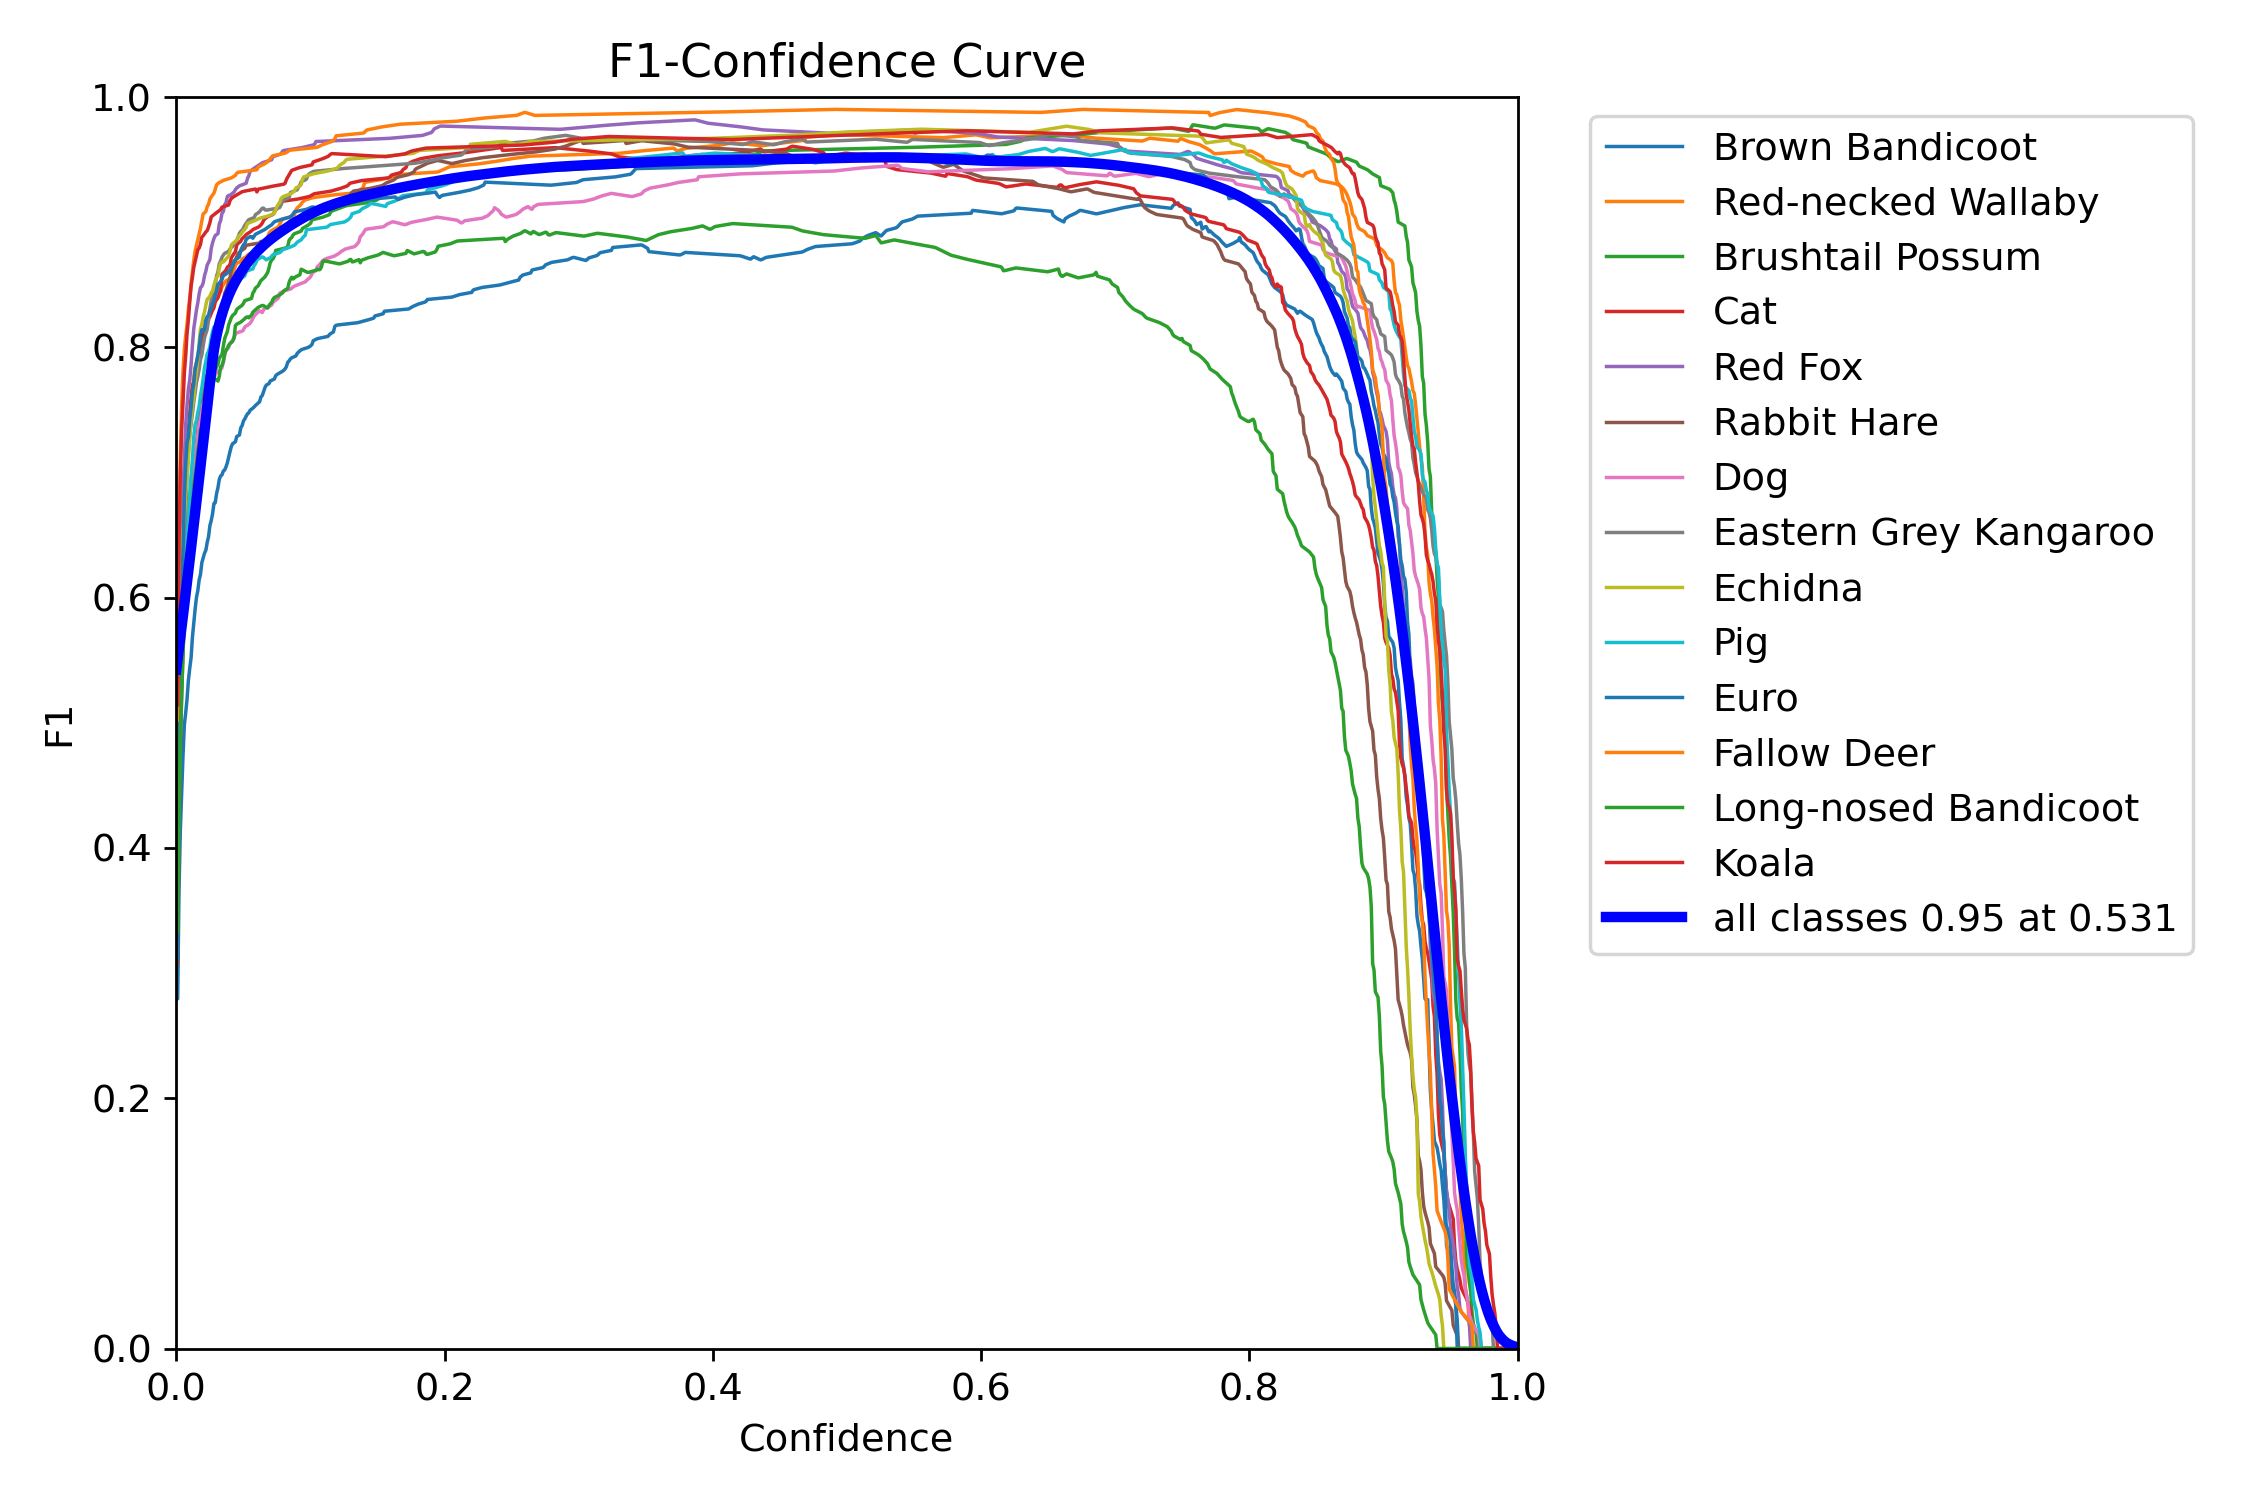 F1-Confidence Curve
1.0
0.8
0.6
0.4
0.2
0.0
F1
0.0 0.2 0.4 0.6 0.8 1.0
Confidence
Brown Bandicoot
Red-necked Wallaby
Brushtail Possum
Cat
Red Fox
Rabbit Hare
Dog
Eastern Grey Kangaroo
Echidna
Pig
Euro
Fallow Deer
Long-nosed Bandicoot
Koala
all classes 0.95 at 0.531